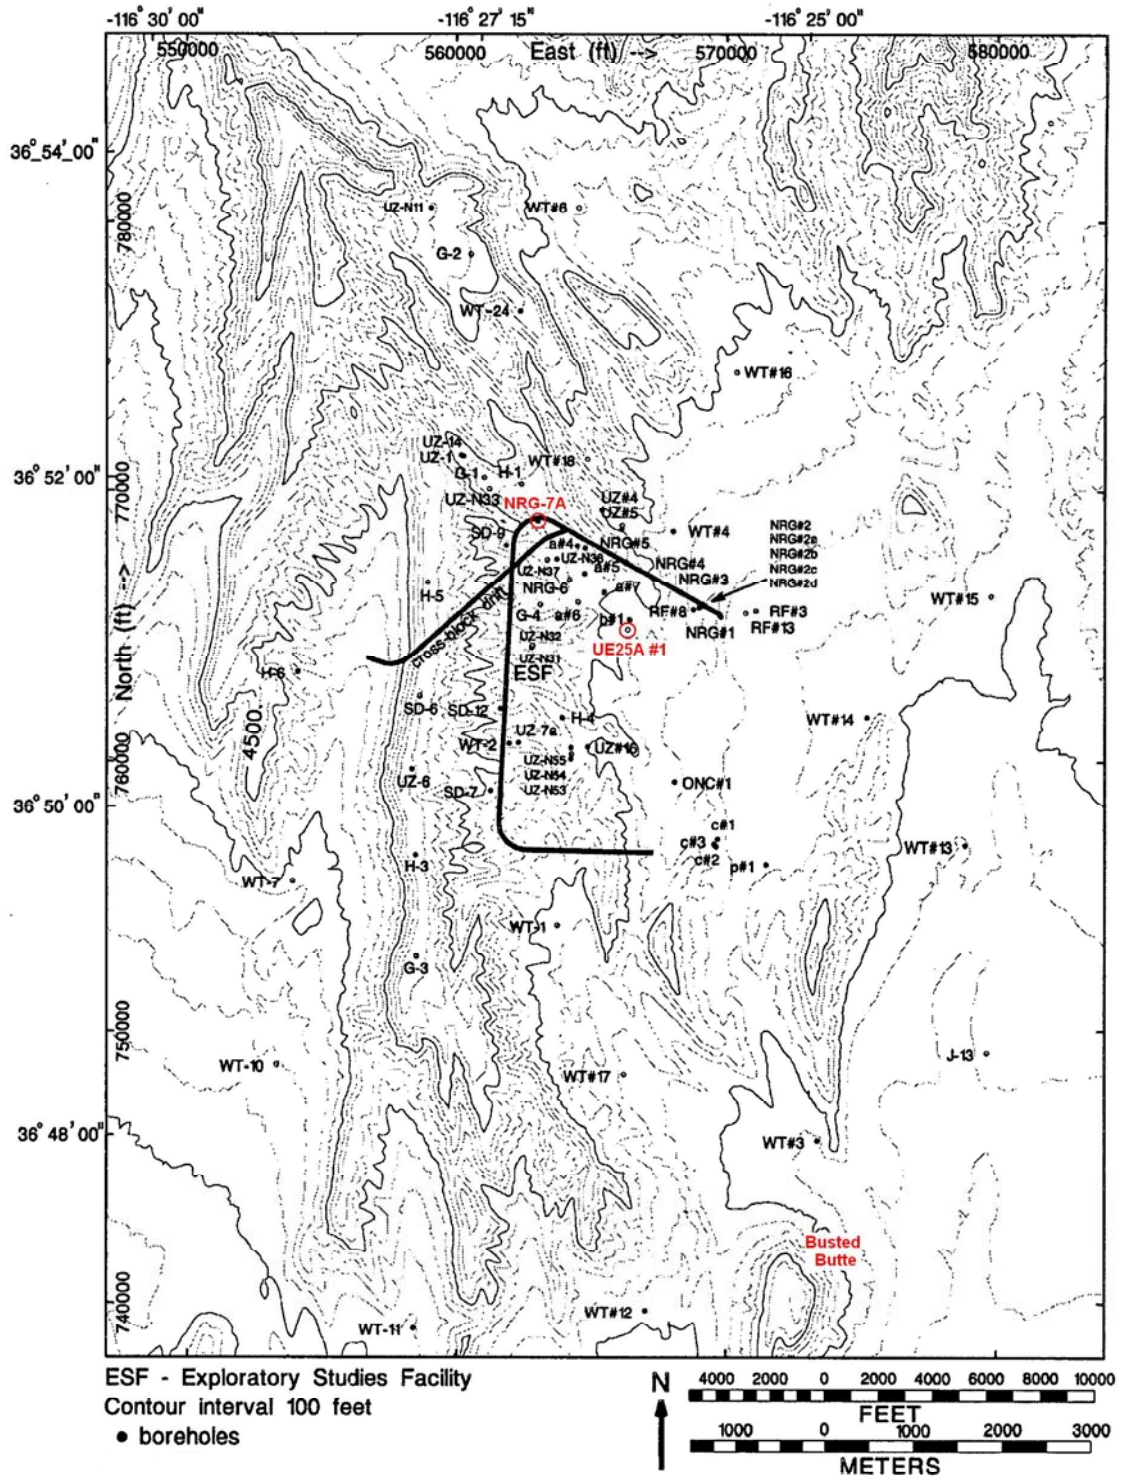 -116° 30' 00"
-116° 27' 15"
-116° 25' 00"
550000
560000
East (ft) -->
570000
580000
36_54' 00"
780000
UZ-N11
WT#6
G-2
WT-24
WT#16
UZ-14
UZ-1
G-1
H-1
WT#18
36° 52' 00"
770000
UZ-N33
NRG-7A
UZ#4
UZ#5
SD-9
a#4
NRG#5
WT#4
NRG#2
NRG#2a
NRG#2b
NRG#2c
NRG#2d
UZ-N36
UZ-N37
a#5
NRG#4
NRG#3
North (ft) -->
H-5
NRG-6
a#7
WT#15
cross-block drift
G-4
a#6
b#1
RF#8
RF#3
NRG#1
RF#13
UZ-N32
UE25A #1
UZ-N31
ESF
H-6
SD-6
SD-12
H-4
WT#14
4500
UZ-7a
WT-2
UZ#16
760000
UZ-N55
UZ-N54
UZ-N53
UZ-6
SD-7
ONC#1
36° 50' 00"
c#1
c#3
c#2
p#1
WT#13
H-3
WT-7
WT-1
G-3
750000
J-13
WT-10
WT#17
36° 48' 00"
WT#3
Busted
Butte
740000
WT#12
WT-11
ESF - Exploratory Studies Facility
Contour interval 100 feet
● boreholes
N
4000 2000 0 2000 4000 6000 8000 10000
FEET
1000 0 1000 2000 3000
METERS